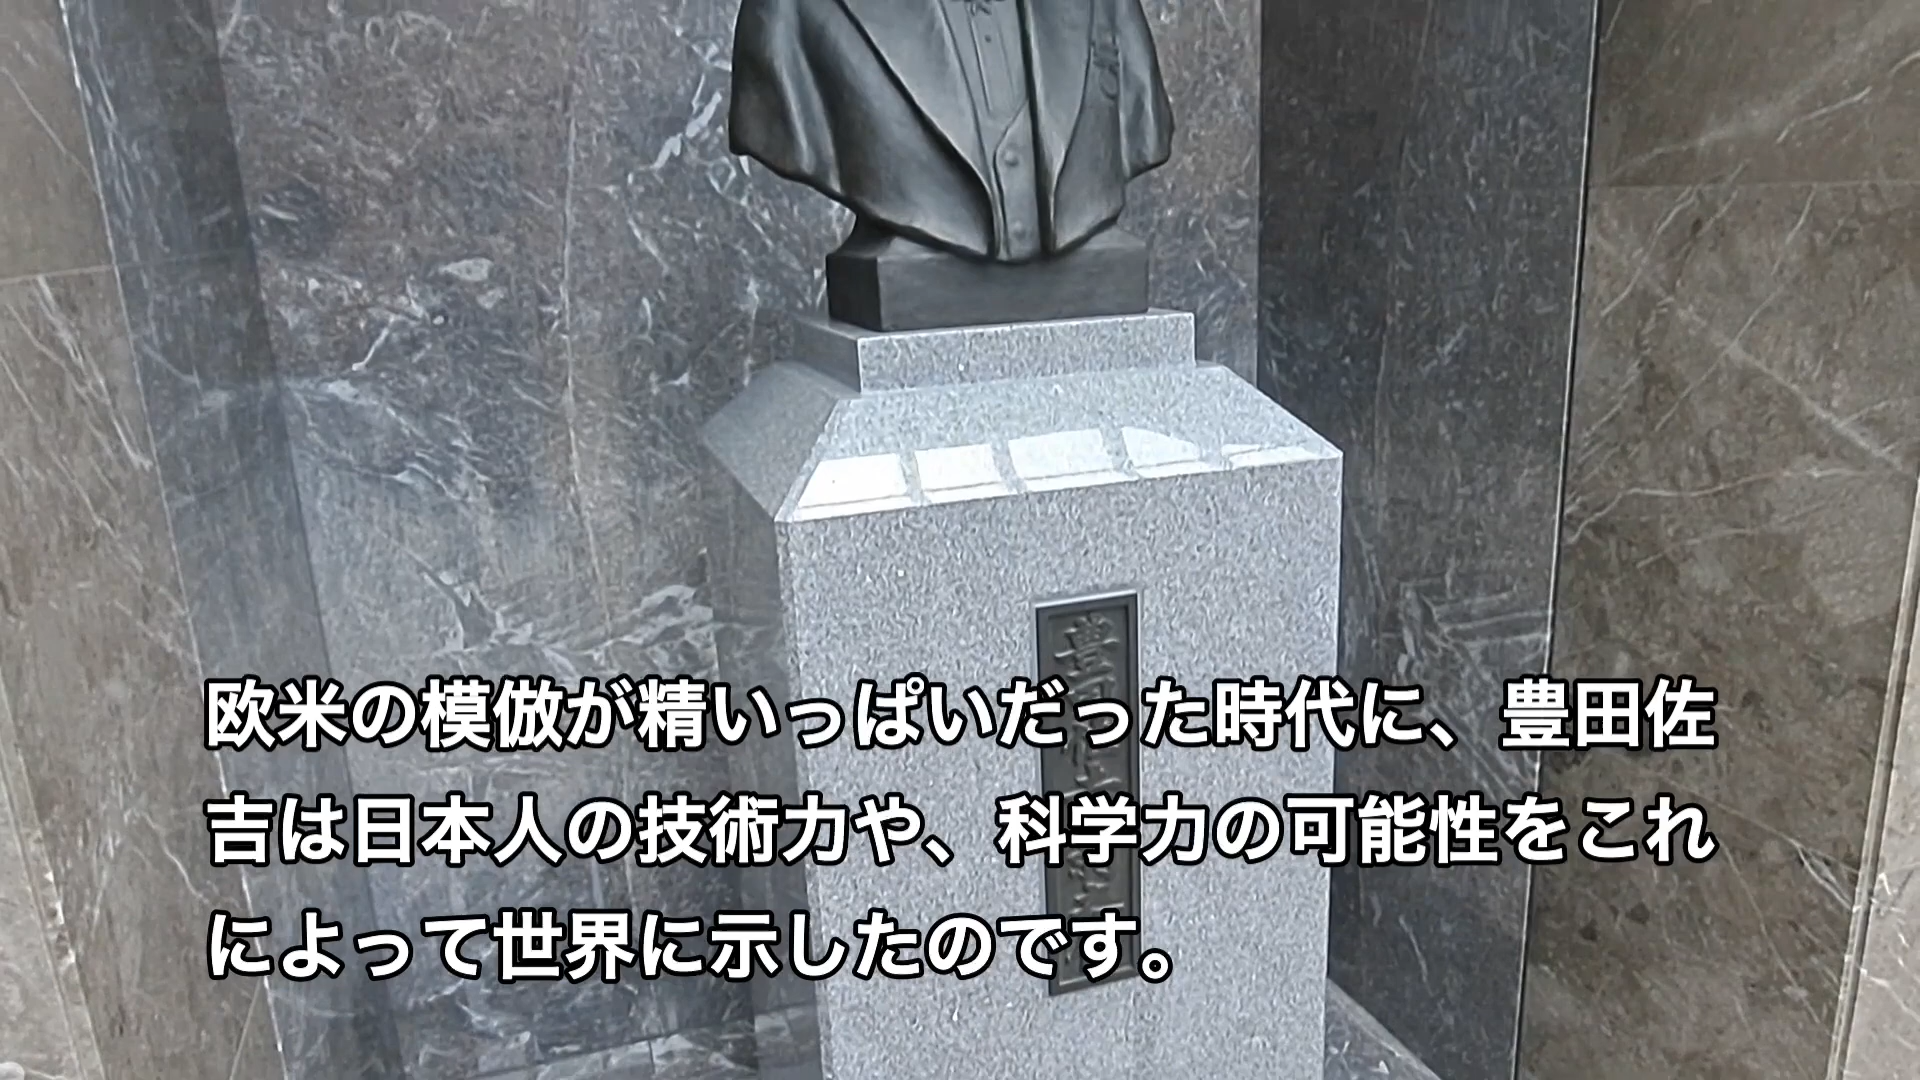 欧米の模倣が精いっぱいだった時代に、豊田佐
吉は日本人の技術力や、科学力の可能性をこれ
によって世界に示したのです。